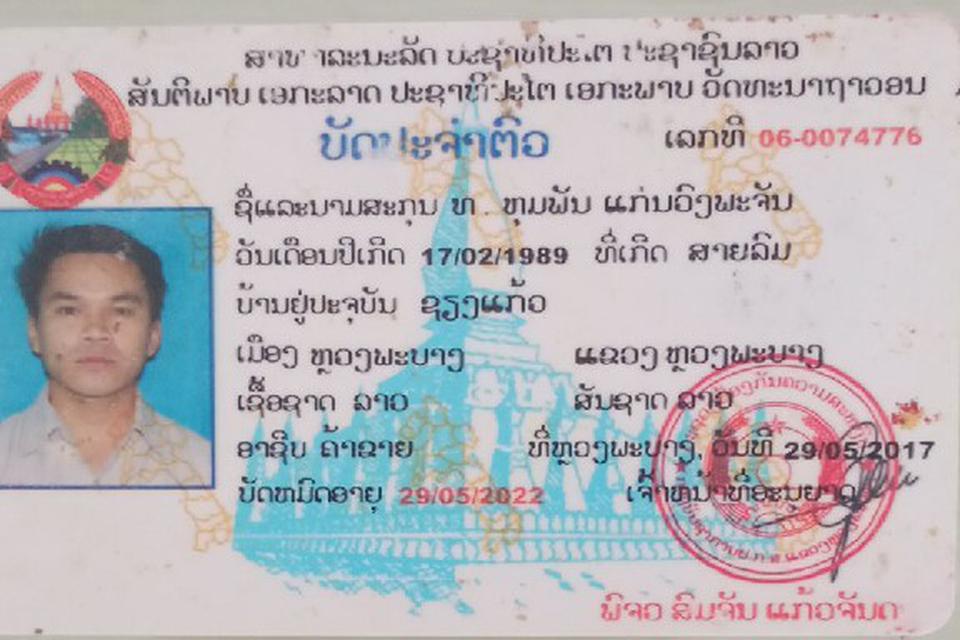 ສາທາລະນະລັດ ປະຊາທິປະໄຕ ປະຊາຊົນລາວ
ສັນຕິພາບ ເອກະລາດ ປະຊາທິປະໄຕ ເອກະພາບ ວັດທະນາຖາວອນ
ບັດປະຈຳຕົວ
ເລກທີ 06-0074776
ຊື່ແລະນາມສະກຸນ ທ . ທຸມພັນ ແກ່ນວົງພະຈັນ
ວັນເດືອນປີເກີດ 17/02/1989 ທີ່ເກີດ ສາຍລົມ
ບ້ານຢູ່ປະຈຸບັນ ຊຽງແກ້ວ
ເມືອງ ຫຼວງພະບາງ ແຂວງ ຫຼວງພະບາງ
ເຊື້ອຊາດ ລາວ ສັນຊາດ ລາວ
ອາຊີບ ຄ້າຂາຍ ທີ່ຫຼວງພະບາງ, ວັນທີ 29/05/2017
ບັດຫມົດອາຍຸ 29/05/2022 ເຈົ້າຫນ້າທີ່ອະນຸຍາດ
ພົຈວ ສົມຈັນ ແກ້ວຈັນດ